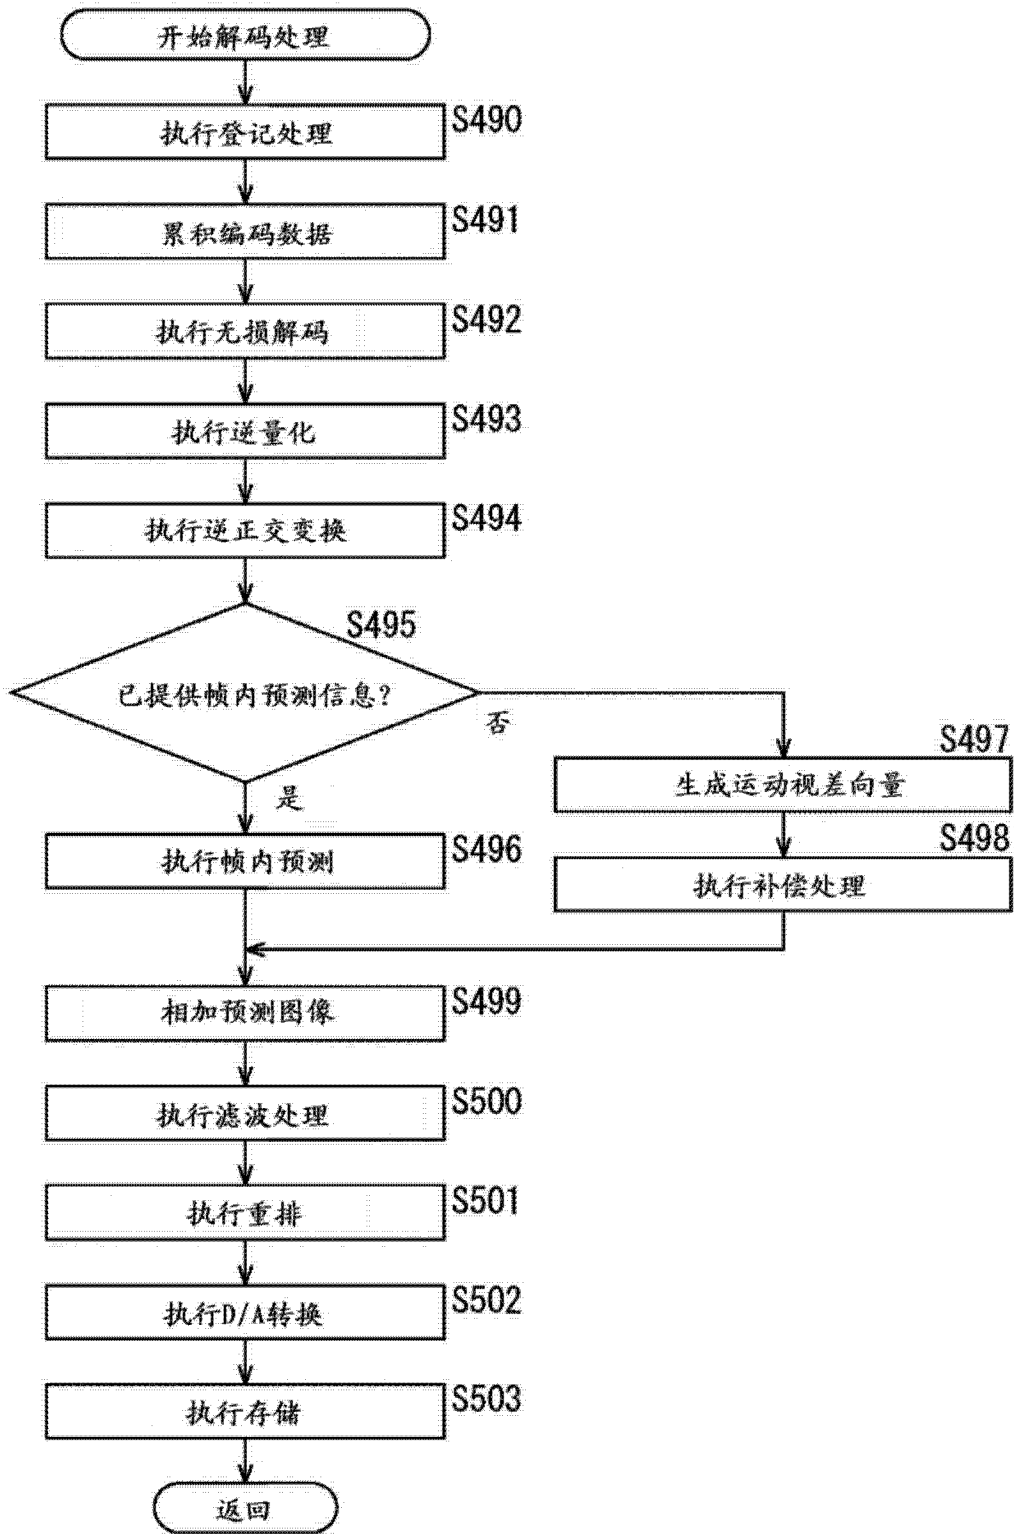 开始解码处理
S490
执行登记处理
S491
累积编码数据
S492
执行无损解码
S493
执行逆量化
S494
执行逆正交变换
S495
已提供帧内预测信息?
否
是
S497
生成运动视差向量
S496
执行帧内预测
S498
执行补偿处理
S499
相加预测图像
S500
执行滤波处理
S501
执行重排
S502
执行D/A转换
S503
执行存储
返回